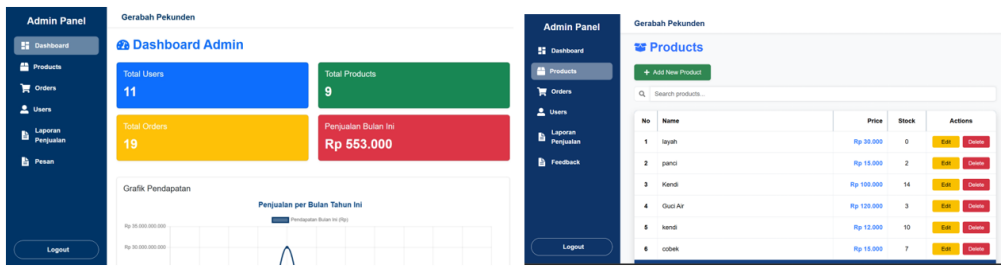 Admin Panel
Dashboard
Products
Orders
Users
Laporan
Penjualan
Pesan
Logout
Gerabah Pekunden
Dashboard Admin
Total Users
11
Total Products
9
Total Orders
19
Penjualan Bulan Ini
Rp 553.000
Grafik Pendapatan
Penjualan per Bulan Tahun Ini
Pendapatan Bulan Ini (Rp)
Rp 35.000.000.000
Rp 30.000.000.000
Admin Panel
Dashboard
Products
Orders
Users
Laporan
Penjualan
Feedback
Logout
Gerabah Pekunden
Products
+ Add New Product
Search products...
No Name Price Stock Actions
1 layah Rp 30.000 0 Edit Delete
2 panci Rp 15.000 2 Edit Delete
3 Kendi Rp 100.000 14 Edit Delete
4 Guci Air Rp 120.000 3 Edit Delete
5 kendi Rp 12.000 10 Edit Delete
6 cobek Rp 15.000 7 Edit Delete